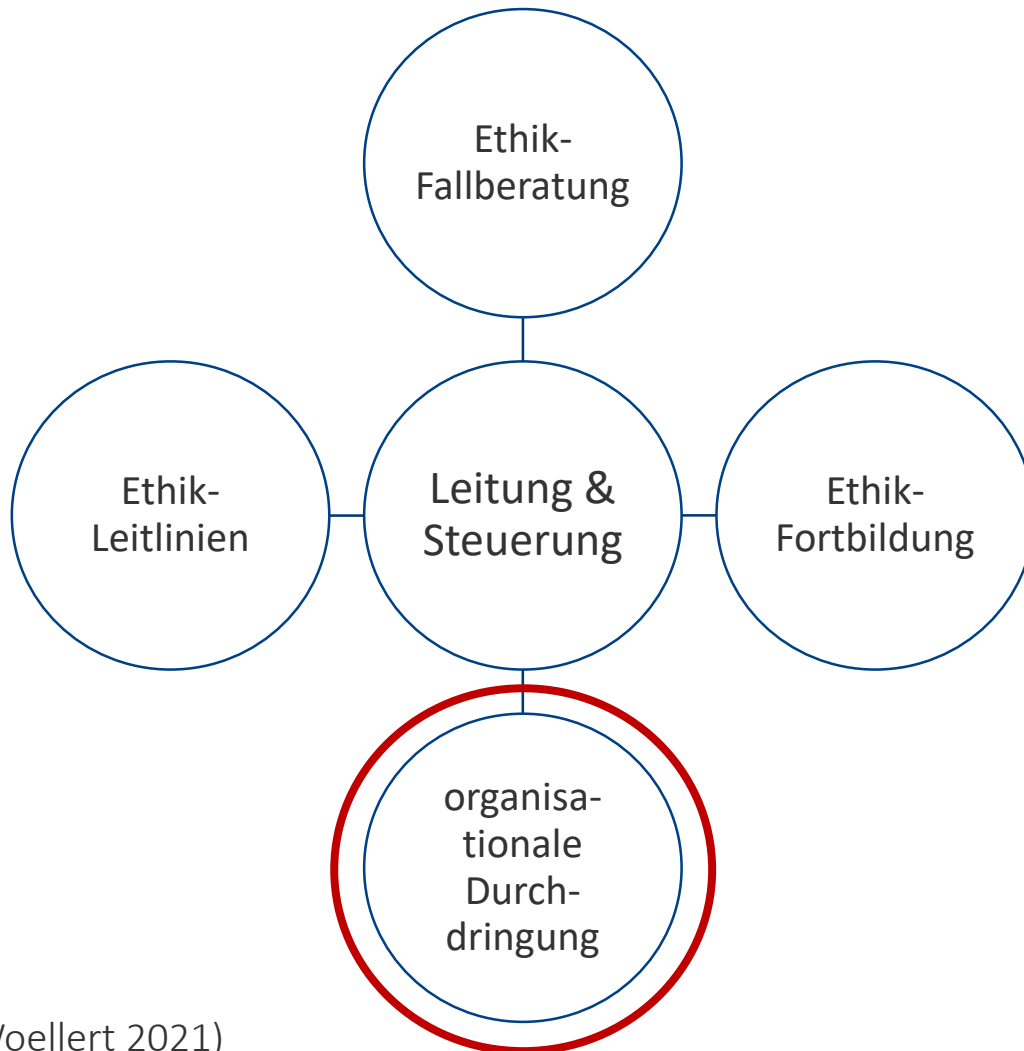 Ethik-
Fallberatung
Ethik-
Leitlinien
Leitung &
Steuerung
Ethik-
Fortbildung
organisa-
tionale
Durch-
dringung
oellert 2021)